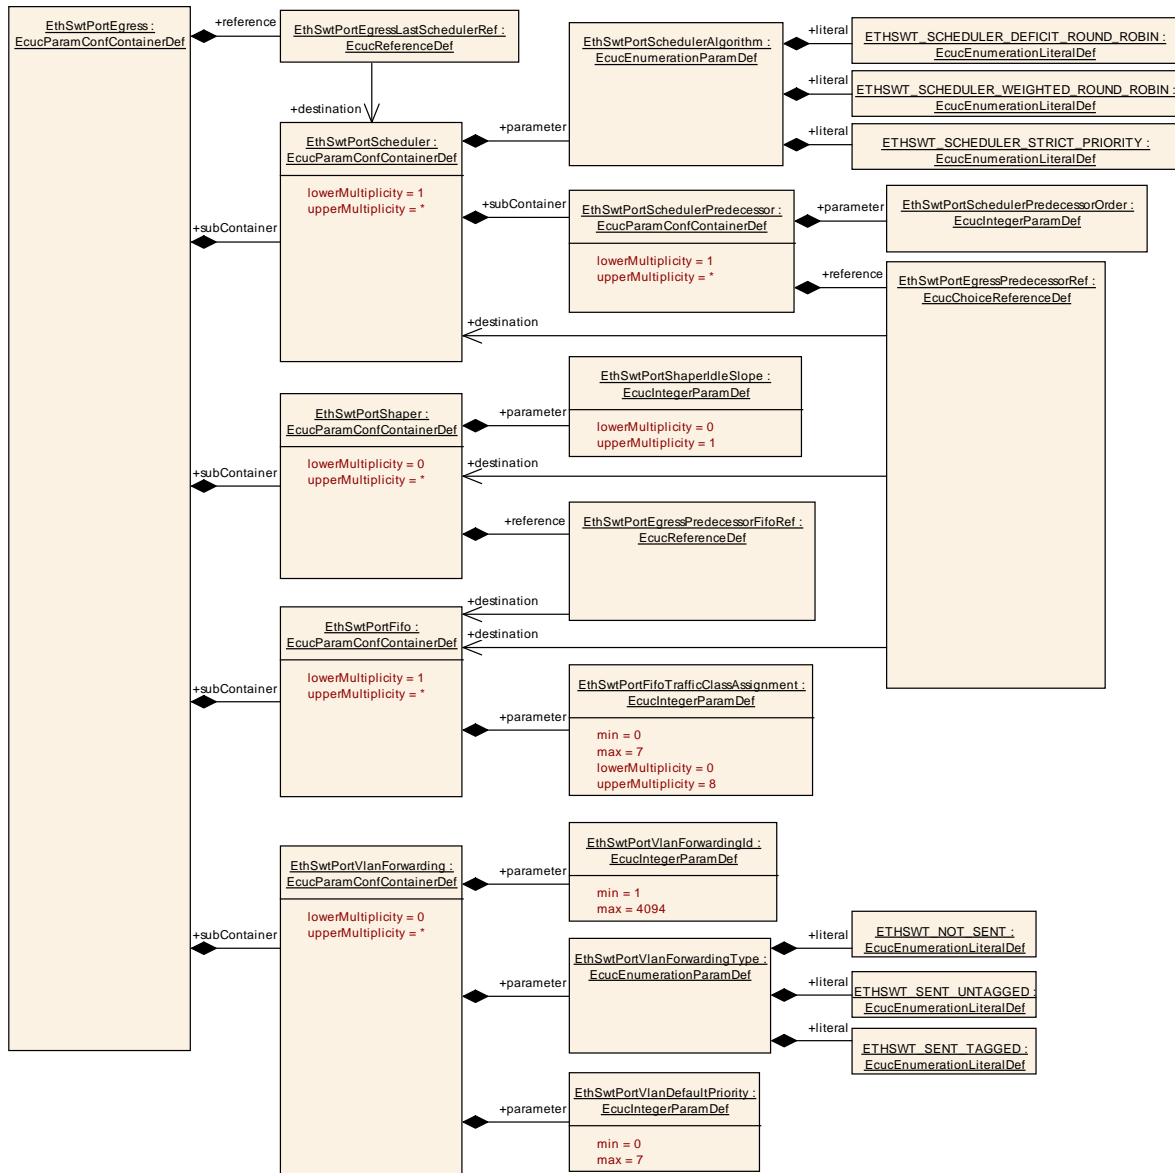 EthSwtPortEgress :
EcucParamConfContainerDef
+reference
EthSwtPortEgressLastSchedulerRef :
EcucReferenceDef
+destination
EthSwtPortScheduler :
EcucParamConfContainerDef
lowerMultiplicity = 1
upperMultiplicity = *
+subContainer
+parameter
EthSwtPortSchedulerAlgorithm :
EcucEnumerationParamDef
+literal
ETHSWT_SCHEDULER_DEFICIT_ROUND_ROBIN :
EcucEnumerationLiteralDef
+literal
ETHSWT_SCHEDULER_WEIGHTED_ROUND_ROBIN :
EcucEnumerationLiteralDef
+literal
ETHSWT_SCHEDULER_STRICT_PRIORITY :
EcucEnumerationLiteralDef
+subContainer
EthSwtPortSchedulerPredecessor :
EcucParamConfContainerDef
lowerMultiplicity = 1
upperMultiplicity = *
+parameter
EthSwtPortSchedulerPredecessorOrder :
EcucIntegerParamDef
+reference
EthSwtPortEgressPredecessorRef :
EcucChoiceReferenceDef
+destination
EthSwtPortShaper :
EcucParamConfContainerDef
lowerMultiplicity = 0
upperMultiplicity = *
+subContainer
+parameter
EthSwtPortShaperIdleSlope :
EcucIntegerParamDef
lowerMultiplicity = 0
upperMultiplicity = 1
+destination
+reference
EthSwtPortEgressPredecessorFifoRef :
EcucReferenceDef
+destination
+destination
EthSwtPortFifo :
EcucParamConfContainerDef
lowerMultiplicity = 1
upperMultiplicity = *
+subContainer
+parameter
EthSwtPortFifoTrafficClassAssignment :
EcucIntegerParamDef
min = 0
max = 7
lowerMultiplicity = 0
upperMultiplicity = 8
EthSwtPortVlanForwarding :
EcucParamConfContainerDef
lowerMultiplicity = 0
upperMultiplicity = *
+subContainer
+parameter
EthSwtPortVlanForwardingId :
EcucIntegerParamDef
min = 1
max = 4094
+parameter
EthSwtPortVlanForwardingType :
EcucEnumerationParamDef
+literal
ETHSWT_NOT_SENT :
EcucEnumerationLiteralDef
+literal
ETHSWT_SENT_UNTAGGED :
EcucEnumerationLiteralDef
+literal
ETHSWT_SENT_TAGGED :
EcucEnumerationLiteralDef
+parameter
EthSwtPortVlanDefaultPriority :
EcucIntegerParamDef
min = 0
max = 7